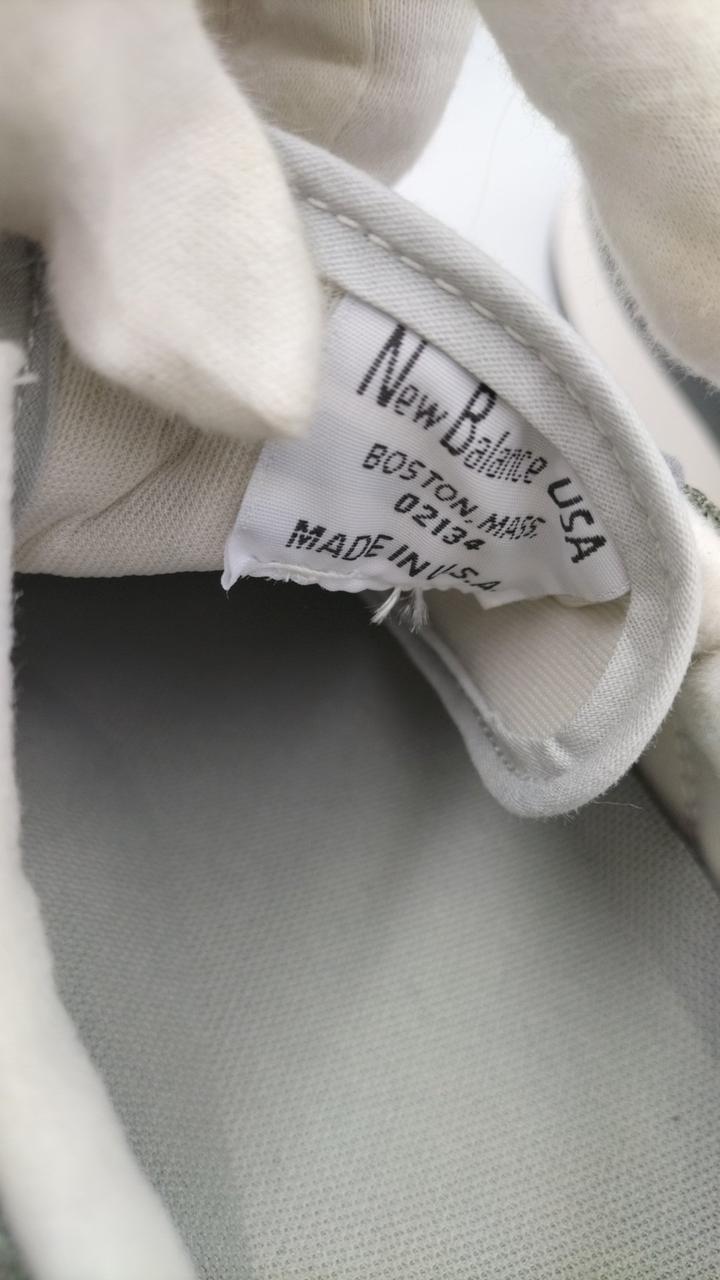 New Balance USA
BOSTON, MASS.
02134
MADE IN U.S.A.